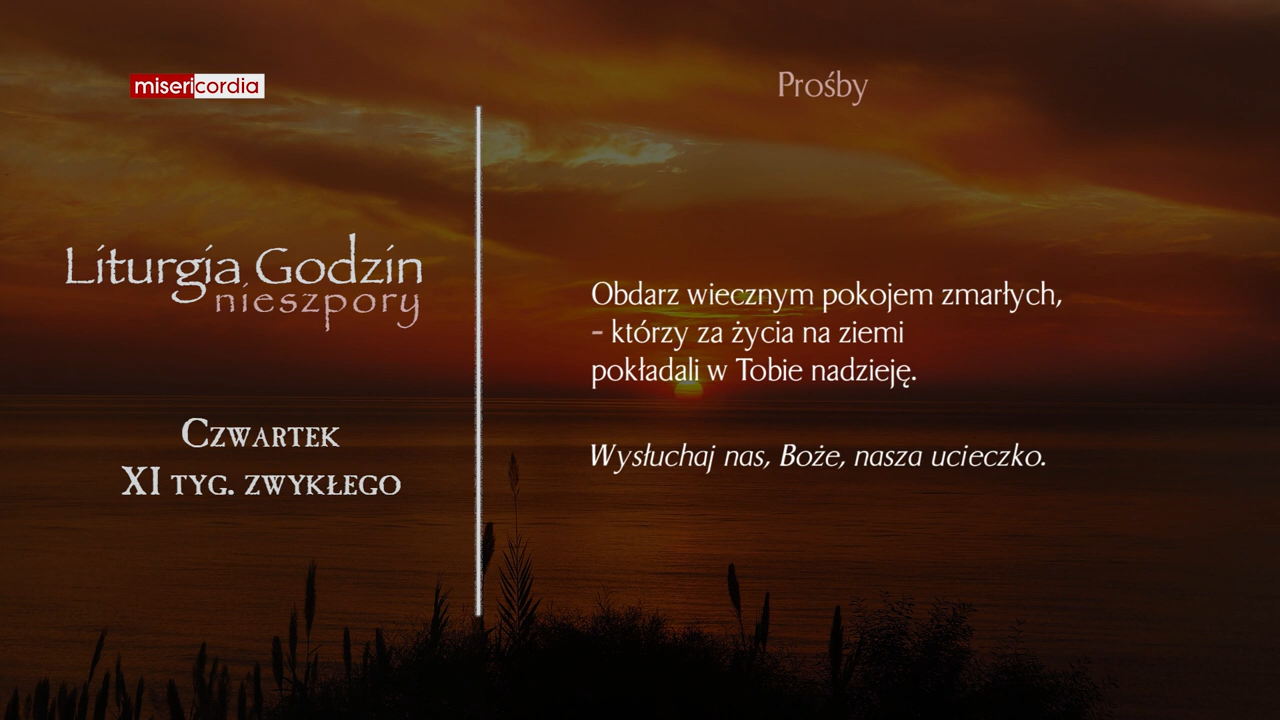 misericordia
Liturgia Godzin
nieszpory
Czwartek
XI tyg. zwykłego
Prośby
Obdarz wiecznym pokojem zmarłych,
- którzy za życia na ziemi
pokładali w Tobie nadzieję.
Wysłuchaj nas, Boże, nasza ucieczko.